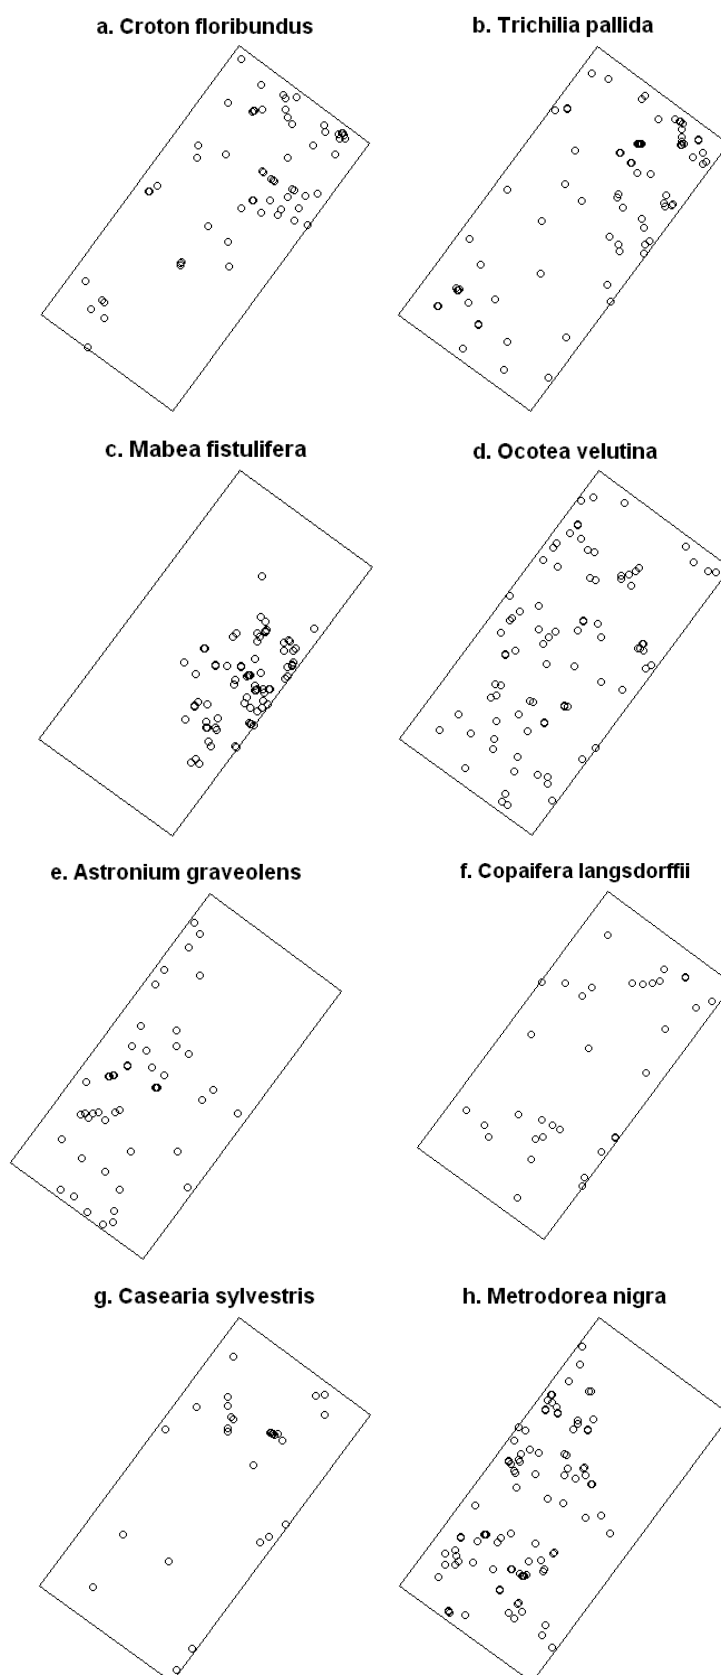 a. Croton floribundus
b. Trichilia pallida
c. Mabea fistulifera
d. Ocotea velutina
e. Astronium graveolens
f. Copaifera langsdorffii
g. Casearia sylvestris
h. Metrodorea nigra